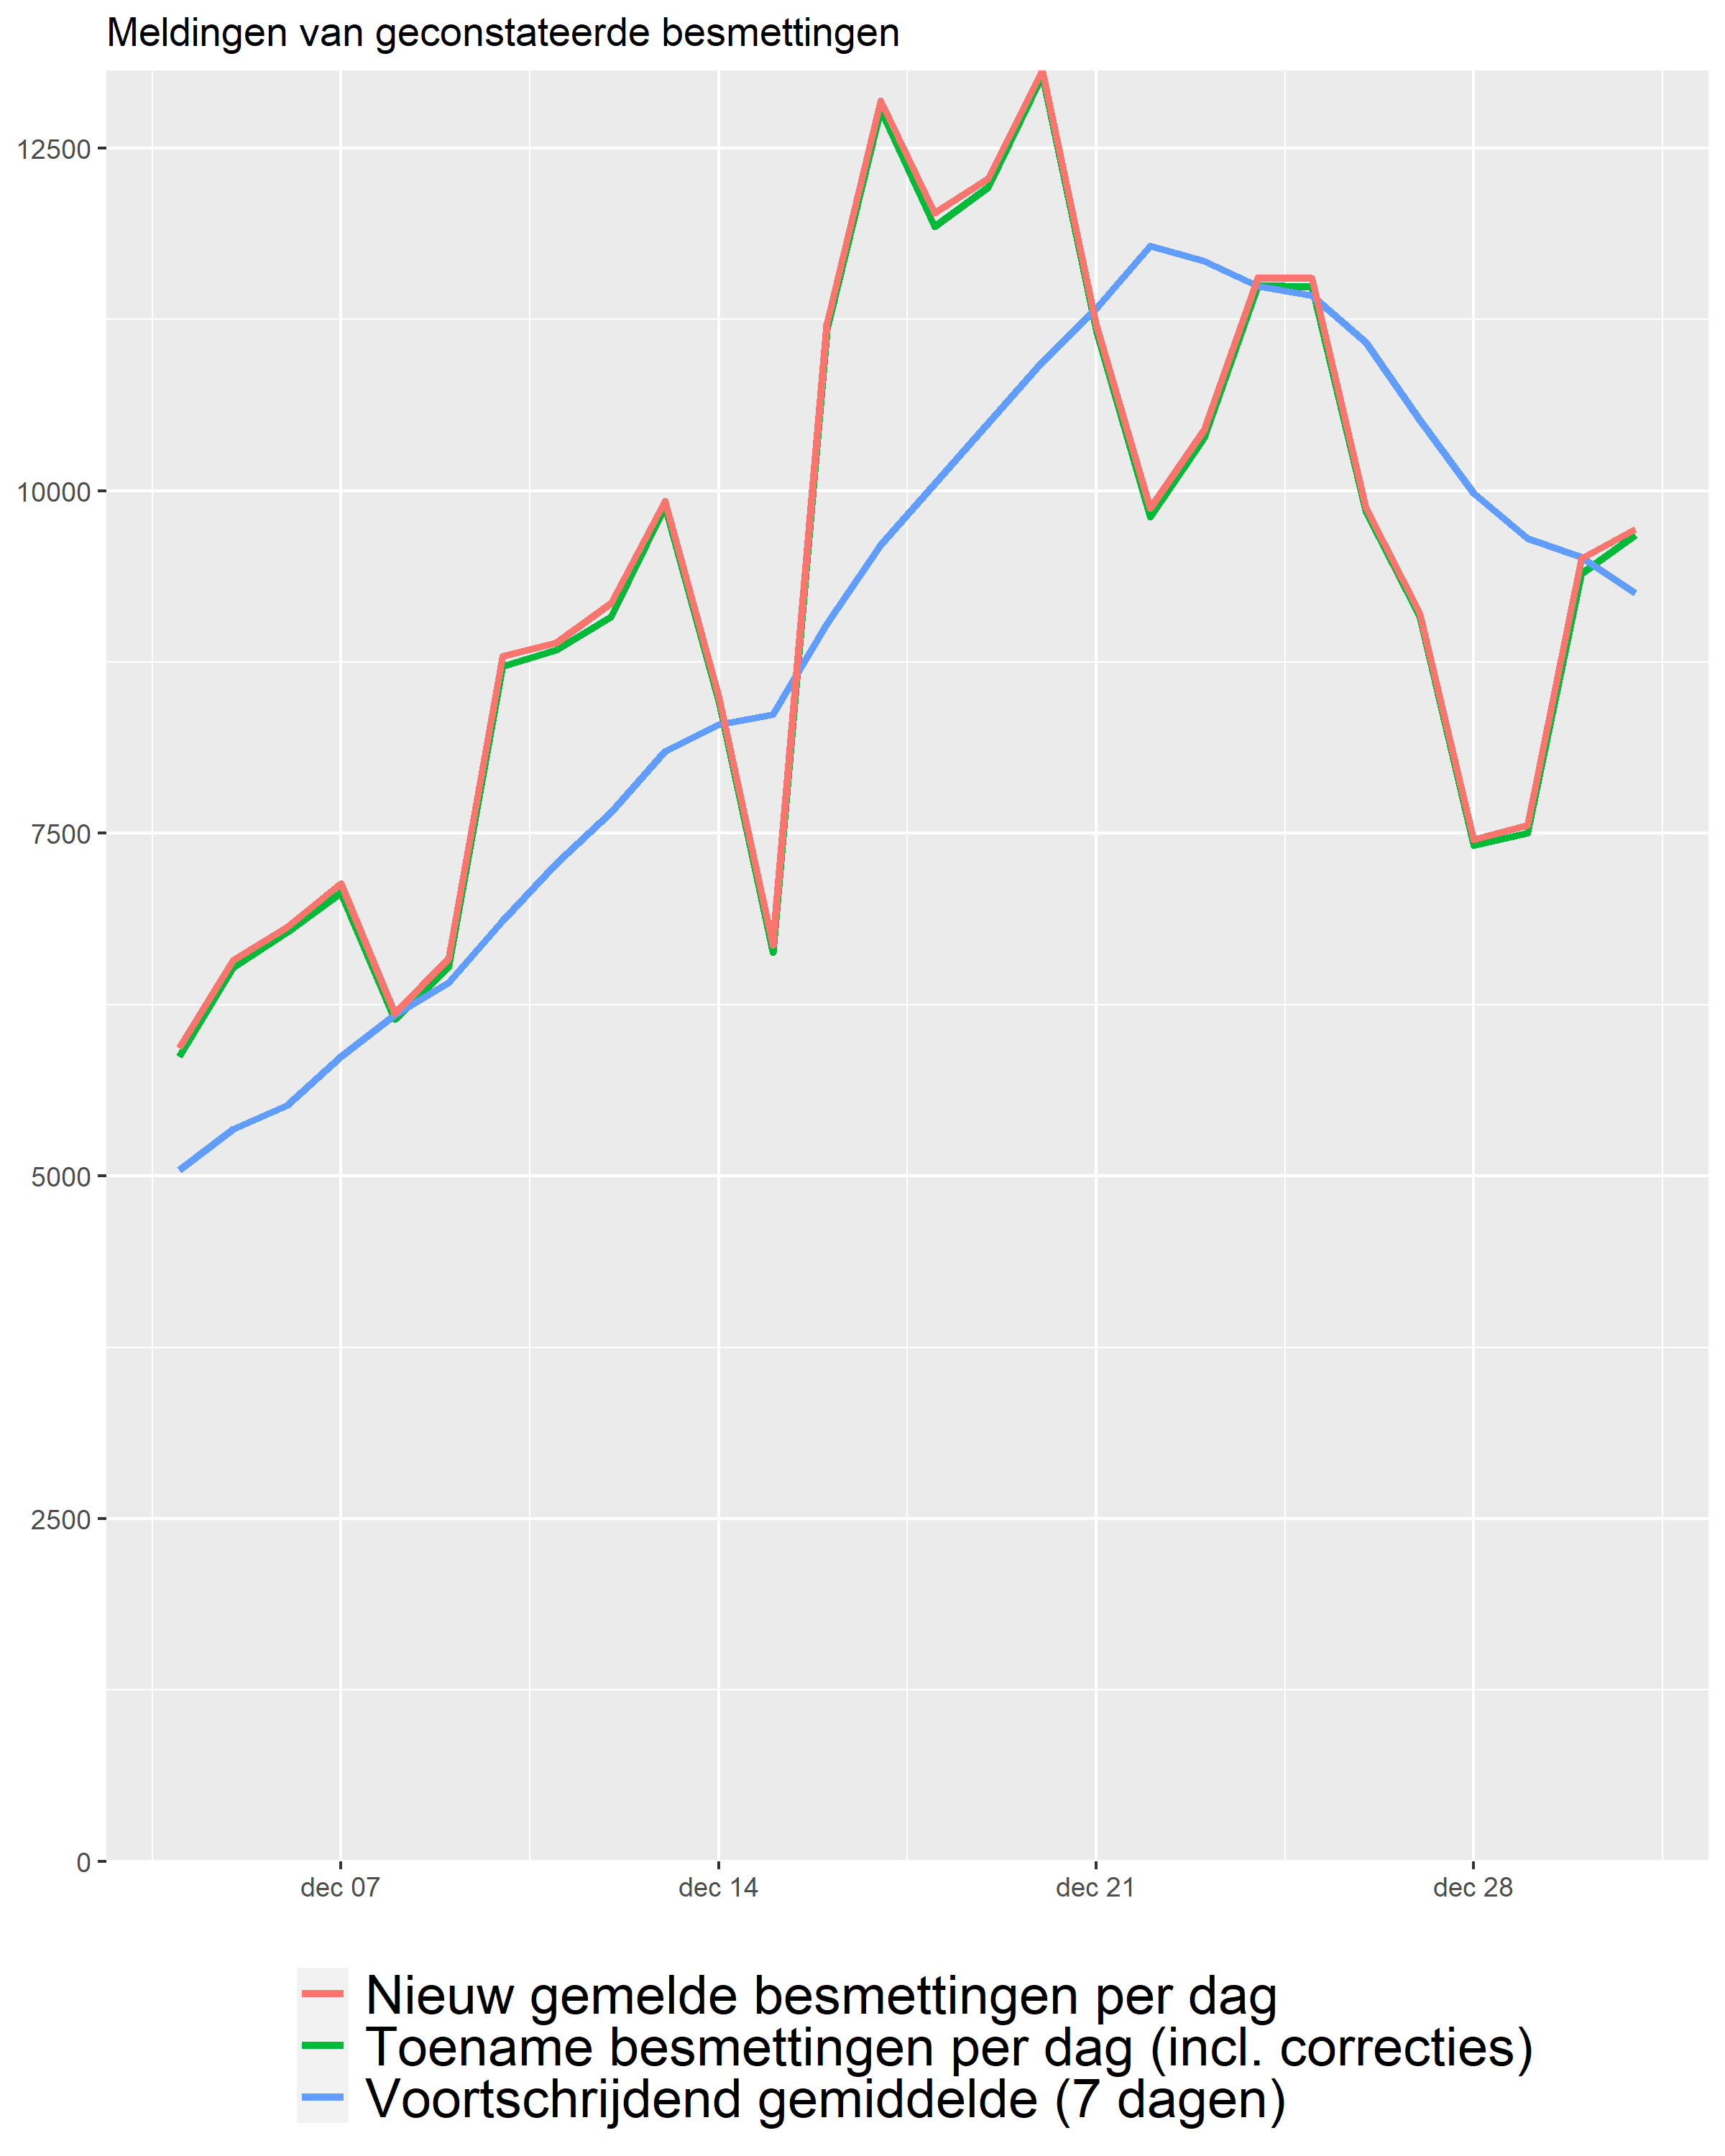 Meldingen van geconstateerde besmettingen
12500
10000
7500
5000
2500
0
dec 07 dec 14 dec 21 dec 28
Nieuw gemelde besmettingen per dag
Toename besmettingen per dag (incl. correcties)
Voortschrijdend gemiddelde (7 dagen)